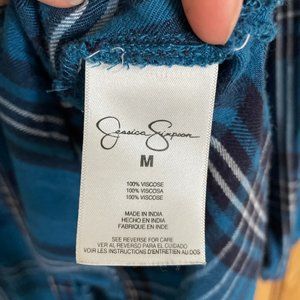 Jessica Simpson
M
100% VISCOSE
100% VISCOSA
100% VISCOSE
MADE IN INDIA
HECHO EN INDIA
FABRIQUE EN INDE
SEE REVERSE FOR CARE
VER AL REVERSO PARA EL CUIDADO
VOIR LES INSTRUCTIONS D'ENTRETIEN AU DOS